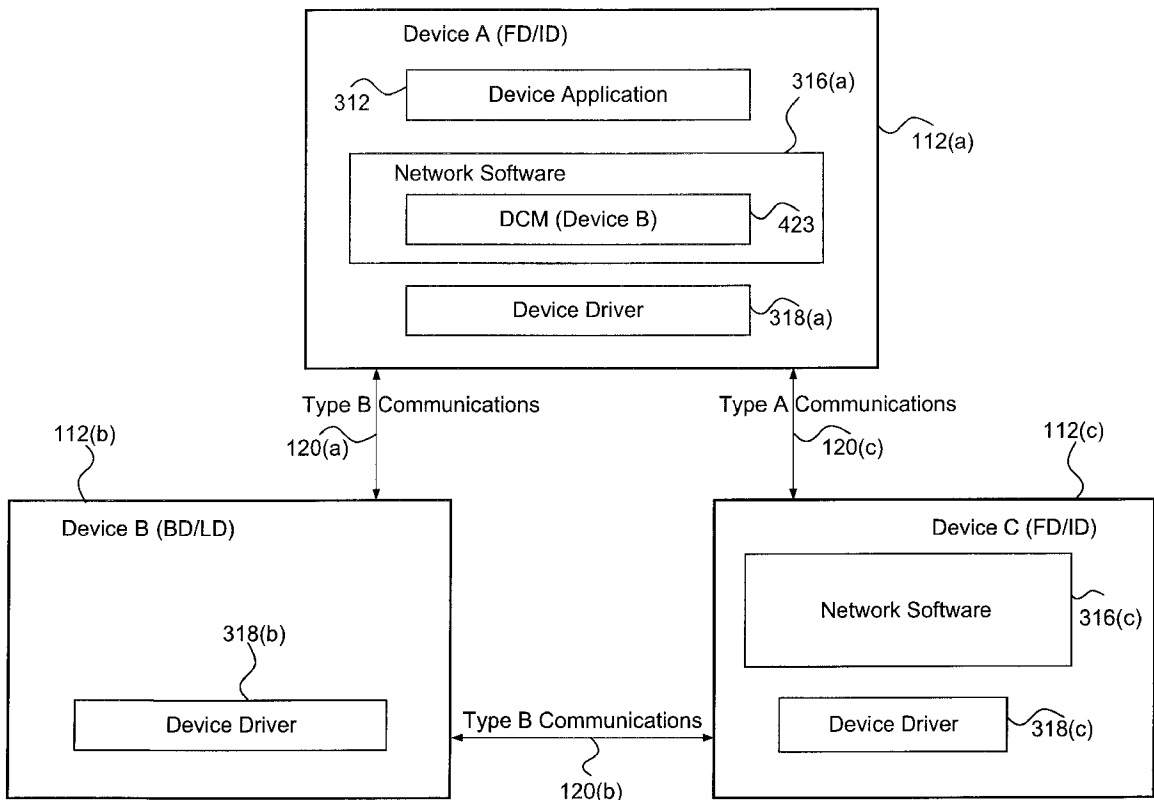 Device A (FD/ID)
316(a)
Device Application
312
112(a)
Network Software
DCM (Device B)
423
Device Driver
318(a)
Type B Communications
Type A Communications
112(b)
120(a)
120(c)
112(c)
Device B (BD/LD)
Device C (FD/ID)
Network Software
316(c)
318(b)
Device Driver
Type B Communications
Device Driver
318(c)
120(b)